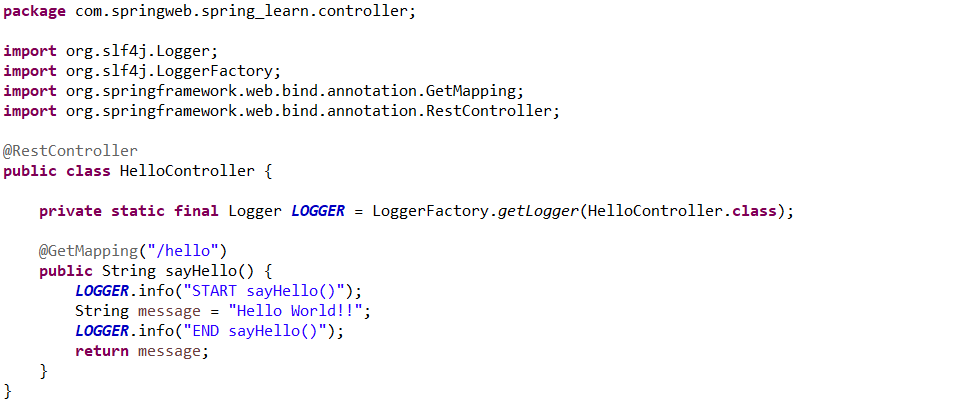 package com.springweb.spring_learn.controller;
import org.slf4j.Logger;
import org.slf4j.LoggerFactory;
import org.springframework.web.bind.annotation.GetMapping;
import org.springframework.web.bind.annotation.RestController;
@RestController
public class HelloController {
    private static final Logger LOGGER = LoggerFactory.getLogger(HelloController.class);
    @GetMapping("/hello")
    public String sayHello() {
        LOGGER.info("START sayHello()");
        String message = "Hello World!!";
        LOGGER.info("END sayHello()");
        return message;
    }
}